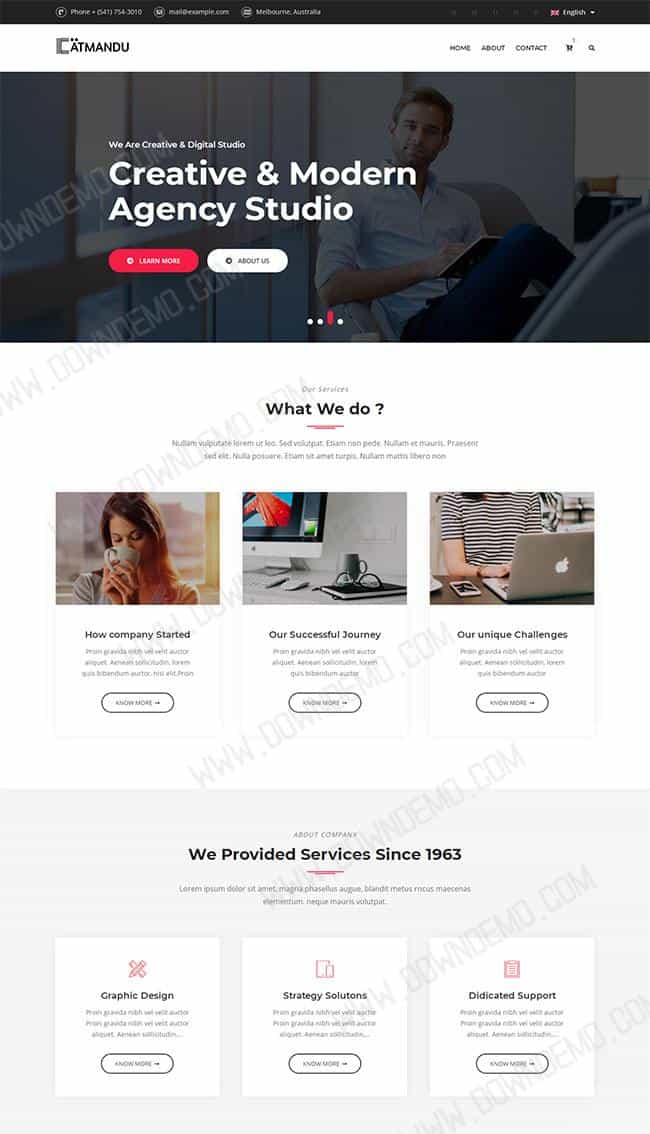 Phone + (541) 754-3010 mail@example.com Melbourne, Australia English
CÄTMANDU HOME ABOUT CONTACT 1
We Are Creative & Digital Studio
Creative & Modern
Agency Studio
LEARN MORE ABOUT US
Our Services
What We do ?
Nullam vulputate lorem ut leo. Sed volutpat. Etiam non pede. Nullam et mauris. Praesent
sed elit. Nulla posuere. Etiam sit amet turpis. Nullam mattis libero non
How company Started Our Successful Journey Our unique Challenges
Proin gravida nibh vel velit auctor Proin gravida nibh vel velit auctor Proin gravida nibh vel velit auctor
aliquet. Aenean sollicitudin, lorem aliquet. Aenean sollicitudin, lorem aliquet. Aenean sollicitudin, lorem
quis bibendum auctor, nisi elit.Proin quis bibendum auctor quis bibendum auctor
KNOW MORE KNOW MORE KNOW MORE
ABOUT COMPANY
We Provided Services Since 1963
Lorem ipsum dolor sit amet, magna phasellus augue, blandit metus rhcus maecenas
elementum. neque mauris volutpat.
Graphic Design Strategy Solutons Didicated Support
Proin gravida nibh vel velit auctor Proin gravida nibh vel velit auctor Proin gravida nibh vel velit auctor
Proin gravida nibh vel velit auctor Proin gravida nibh vel velit auctor Proin gravida nibh vel velit auctor
aliquet. Aenean sollicitudin,... aliquet. Aenean sollicitudin,... aliquet. Aenean sollicitudin,...
KNOW MORE KNOW MORE KNOW MORE
WWW.DOWNDEMO.COM